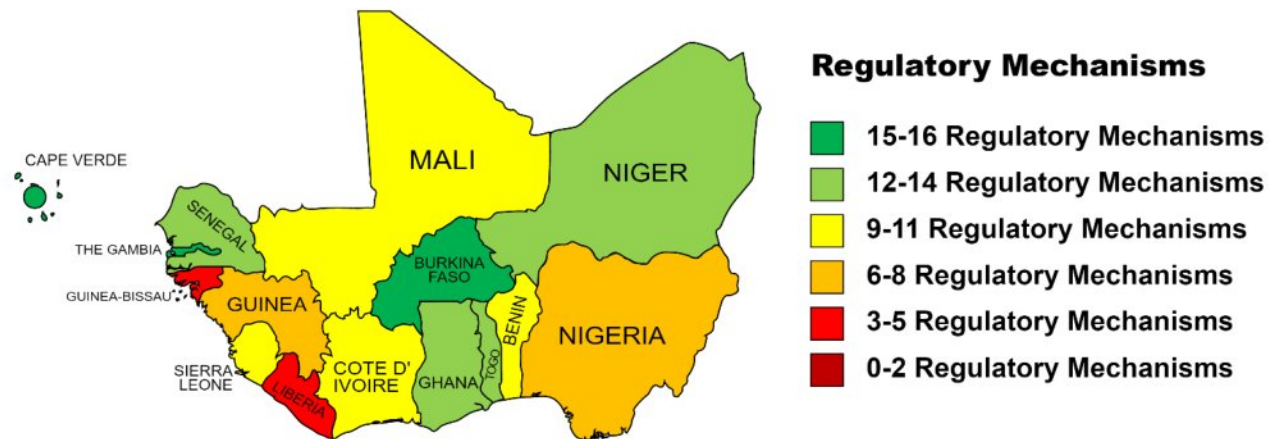 CAPE VERDE
MALI
NIGER
SENEGAL
THE GAMBIA
BURKINA
FASO
GUINEA-BISSAU
GUINEA
BENIN
NIGERIA
SIERRA
LEONE
LIBERIA
COTE D'
IVOIRE
GHANA
TOGO
Regulatory Mechanisms
15-16 Regulatory Mechanisms
12-14 Regulatory Mechanisms
9-11 Regulatory Mechanisms
6-8 Regulatory Mechanisms
3-5 Regulatory Mechanisms
0-2 Regulatory Mechanisms